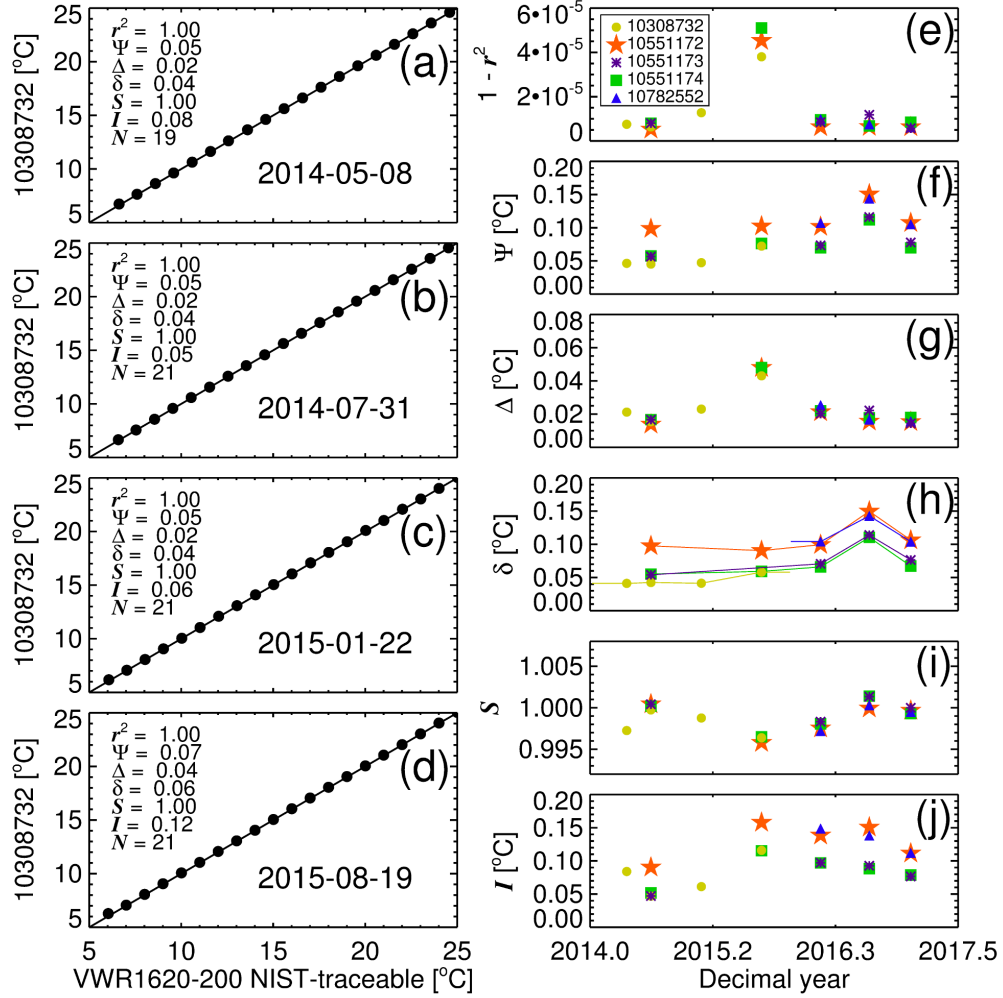 10308732 [°C]
25
20
15
10
5
r² = 1.00
Ψ = 0.05
Δ = 0.02
δ = 0.04
S = 1.00
I = 0.08
N = 19
(a)
2014-05-08
10308732 [°C]
25
20
15
10
5
r² = 1.00
Ψ = 0.05
Δ = 0.02
δ = 0.04
S = 1.00
I = 0.05
N = 21
(b)
2014-07-31
10308732 [°C]
25
20
15
10
5
r² = 1.00
Ψ = 0.05
Δ = 0.02
δ = 0.04
S = 1.00
I = 0.06
N = 21
(c)
2015-01-22
10308732 [°C]
25
20
15
10
5
r² = 1.00
Ψ = 0.07
Δ = 0.04
δ = 0.06
S = 1.00
I = 0.12
N = 21
(d)
2015-08-19
5 10 15 20 25
VWR1620-200 NIST-traceable [°C]
1 - r²
6•10⁻⁵
4•10⁻⁵
2•10⁻⁵
0
10308732
10551172
10551173
10551174
10782552
(e)
Ψ [°C]
0.20
0.15
0.10
0.05
0.00
(f)
Δ [°C]
0.08
0.06
0.04
0.02
0.00
(g)
δ [°C]
0.20
0.15
0.10
0.05
0.00
(h)
S
1.005
1.000
0.995
(i)
I [°C]
0.20
0.15
0.10
0.05
0.00
(j)
2014.0 2015.2 2016.3 2017.5
Decimal year